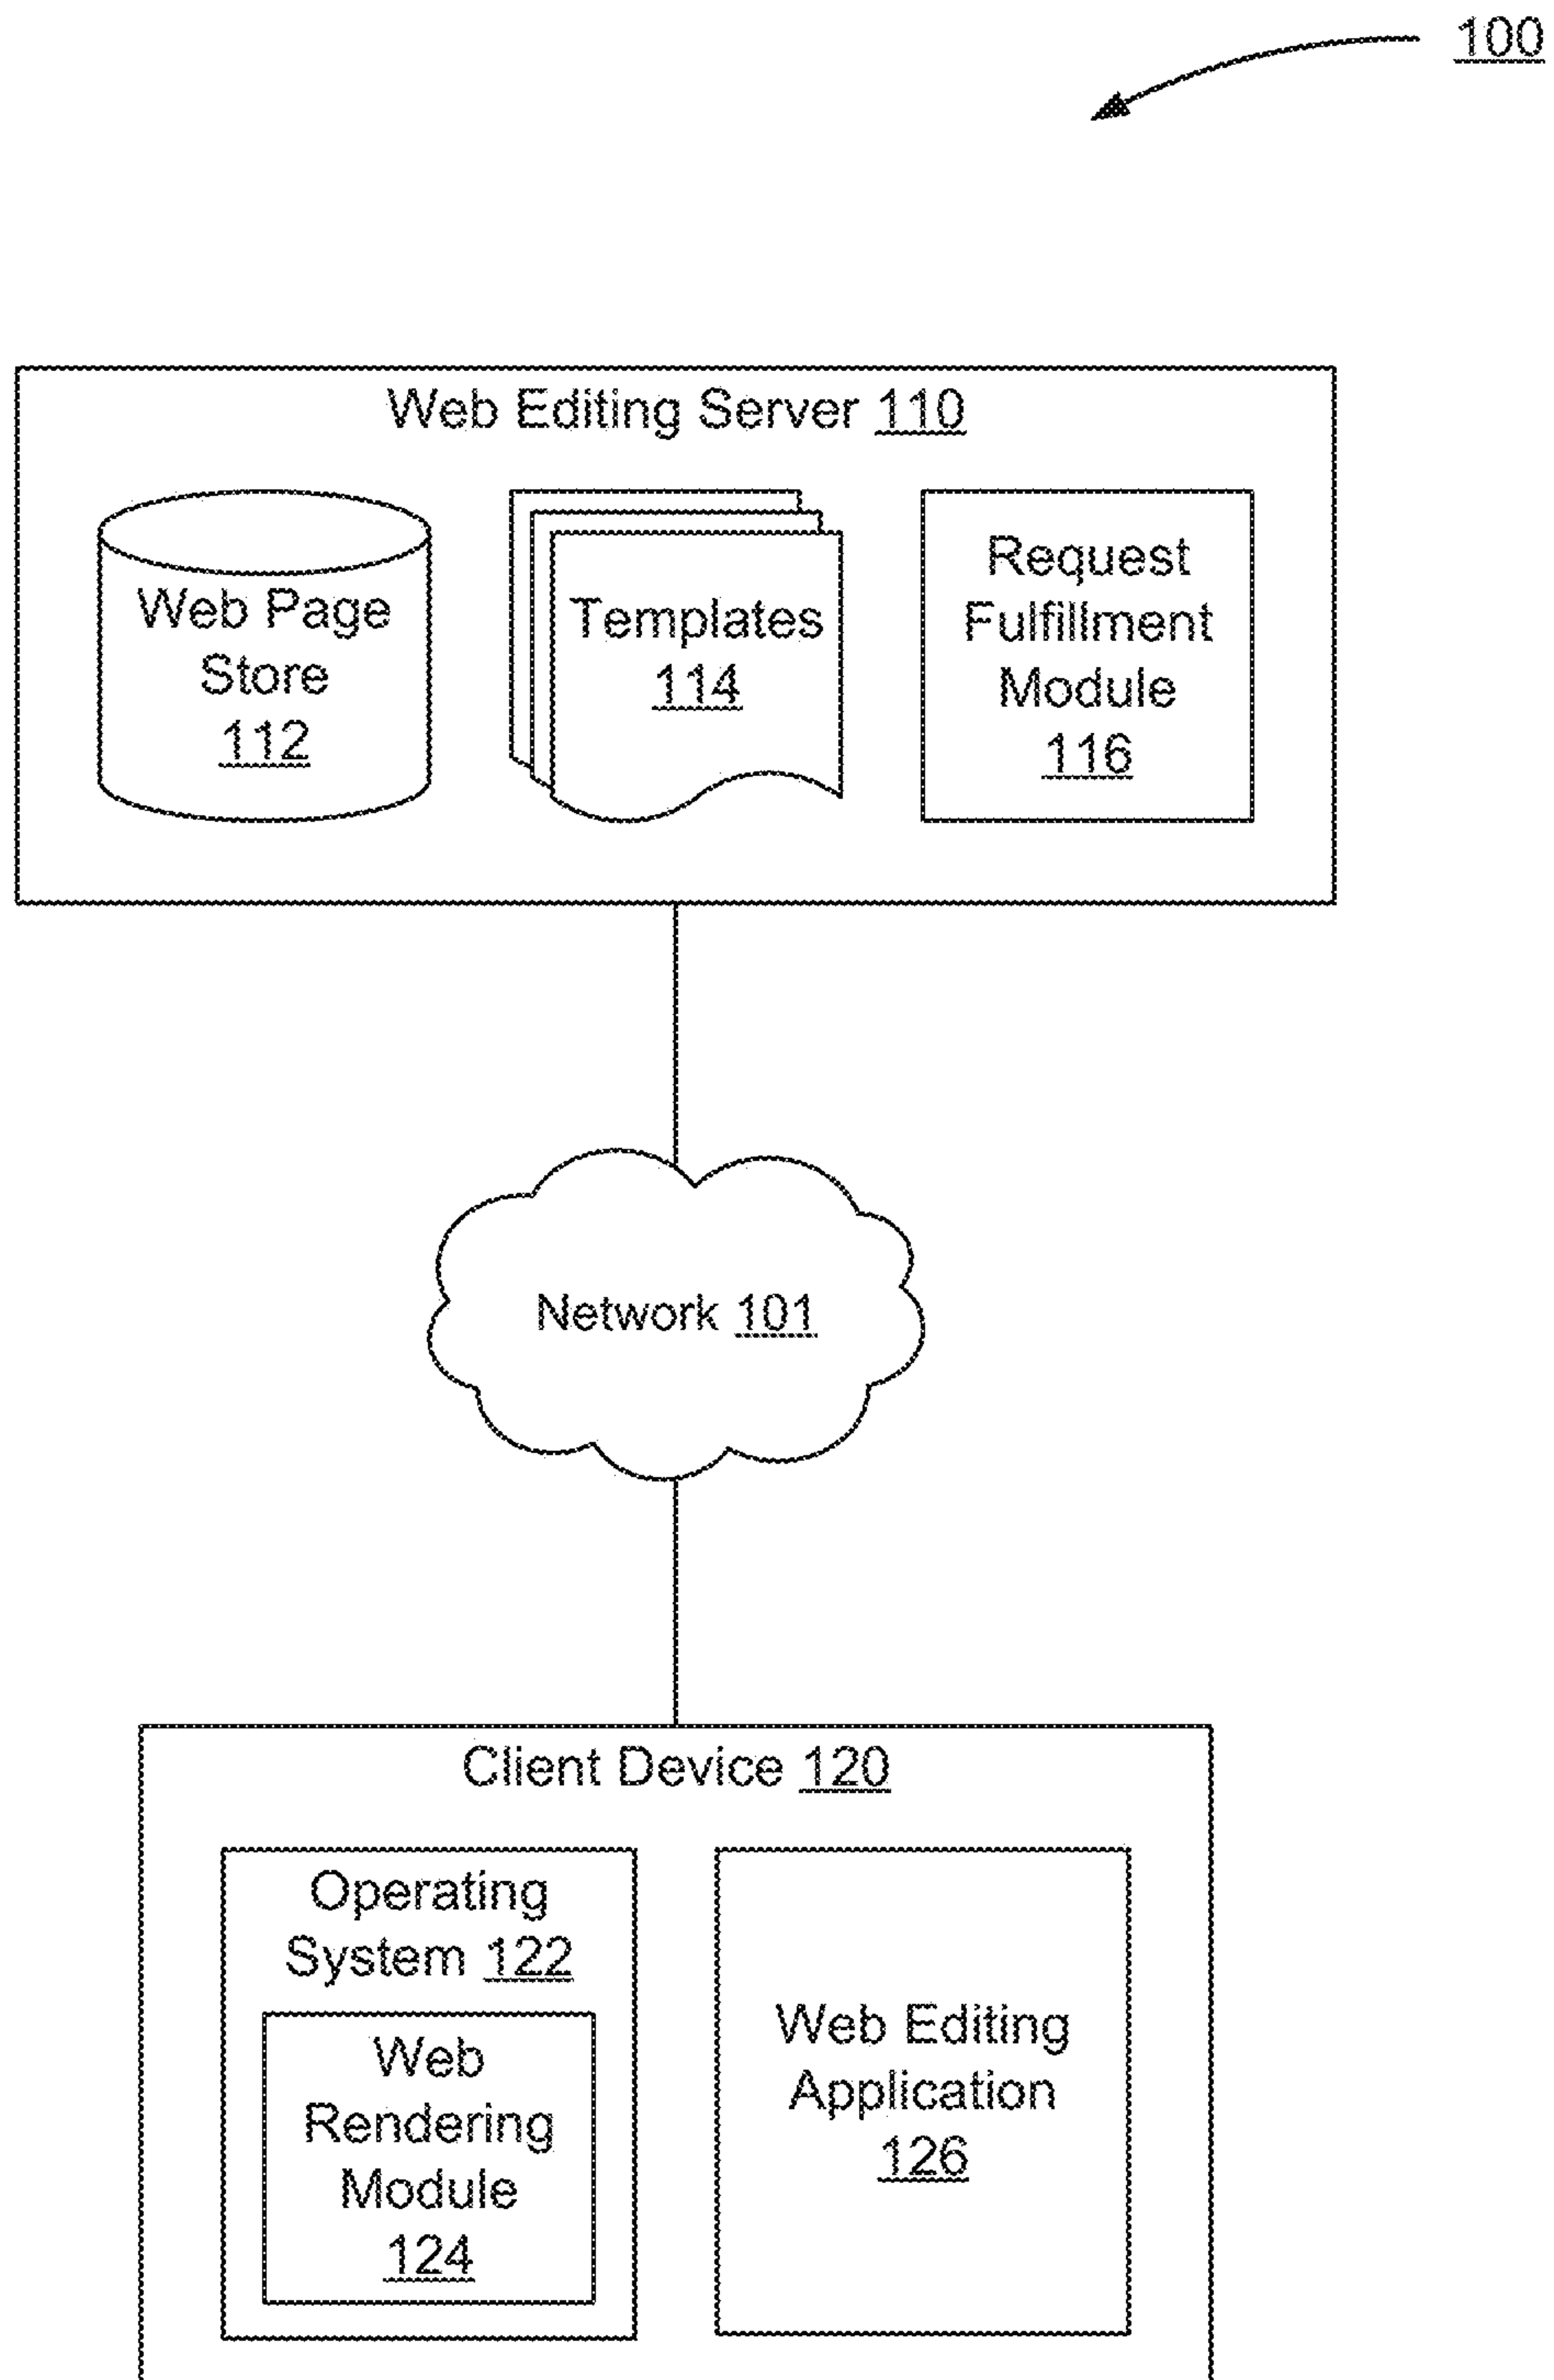 100
Web Editing Server 110
Web Page
Store
112
Templates
114
Request
Fulfillment
Module
116
Network 101
Client Device 120
Operating
System 122
Web
Rendering
Module
124
Web Editing
Application
126